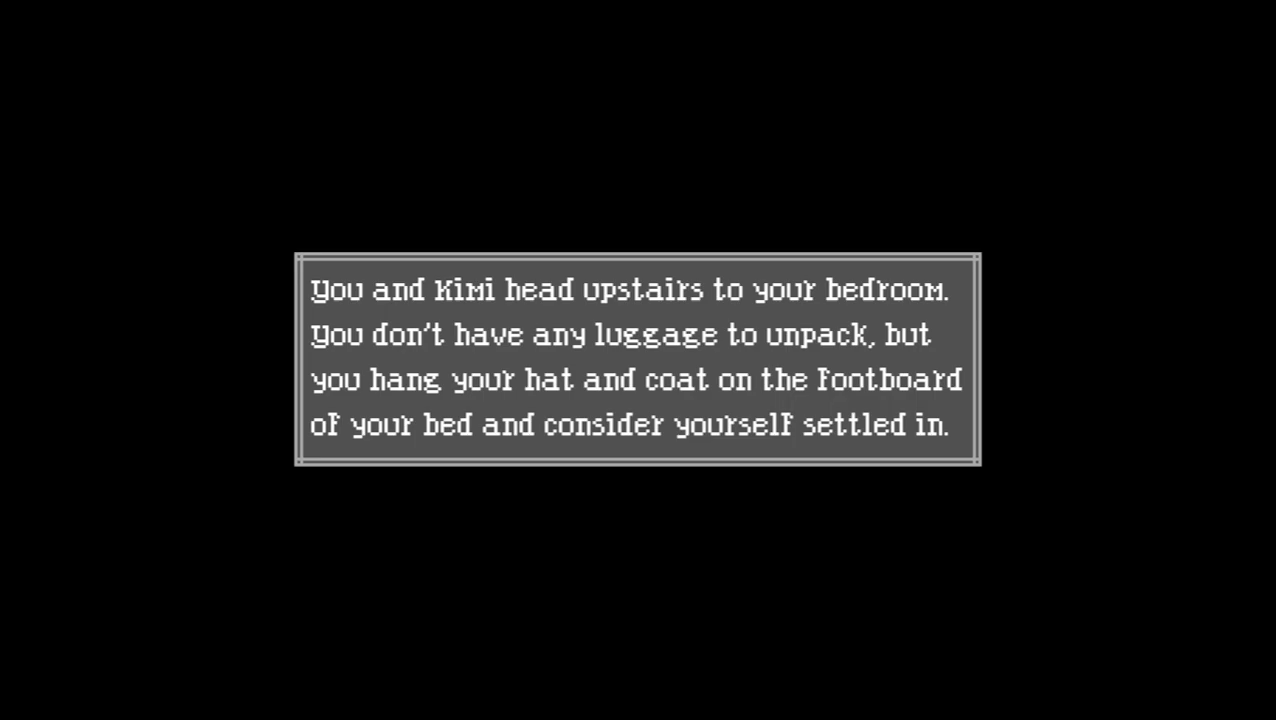 You and Kimi head upstairs to your bedroom.
You don't have any luggage to unpack, but
you hang your hat and coat on the footboard
of your bed and consider yourself settled in.